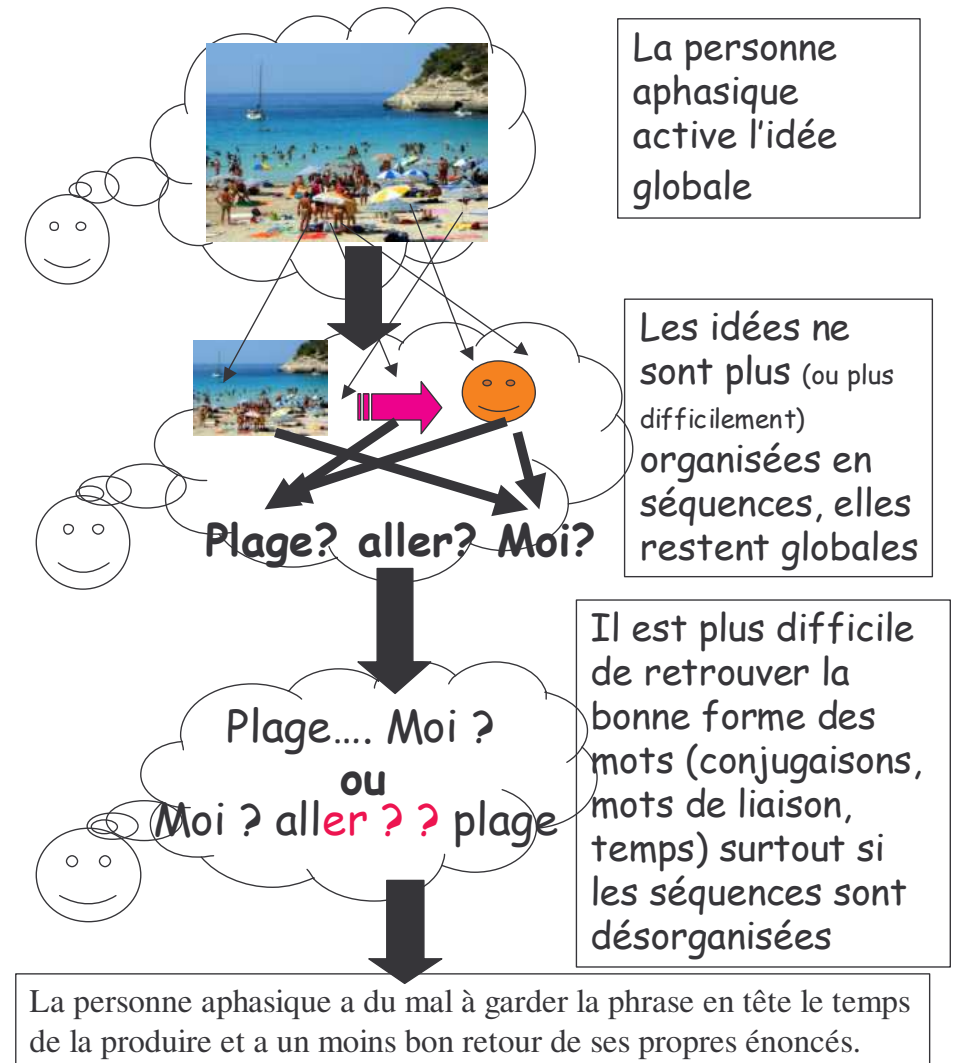 La personne
aphasique
active l'idée
globale
Les idées ne
sont plus (ou plus
difficilement)
organisées en
séquences, elles
restent globales
Plage? aller? Moi?
Il est plus difficile
de retrouver la
bonne forme des
mots (conjugaisons,
mots de liaison,
temps) surtout si
les séquences sont
désorganisées
Plage…. Moi ?
ou
Moi ? aller ? ? plage
La personne aphasique a du mal à garder la phrase en tête le temps
de la produire et a un moins bon retour de ses propres énoncés.